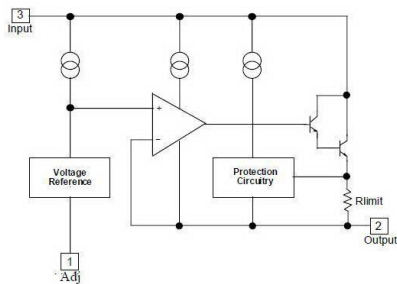 3
Input
+
−
Voltage
Reference
Protection
Circuitry
Rlimit
2
Output
1
Adj